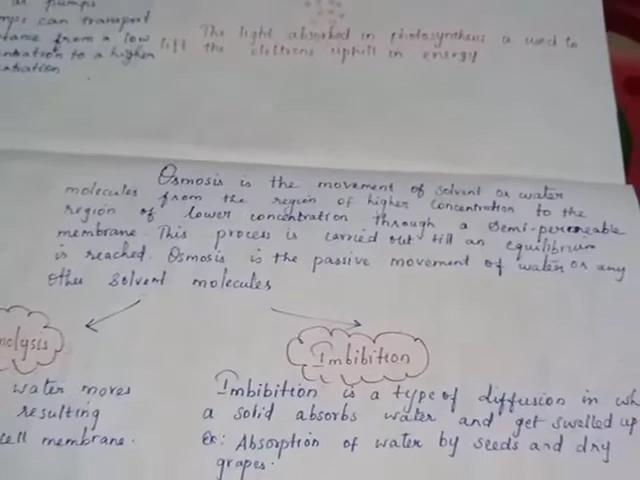 pumps
mps can transport
tance from a low
entration to a higher
entration
The light absorbed in photosynthesis is used to
lift the electrons uphill in energy
Osmosis is the movement of solvent or water
molecules from the region of higher concentration to the
region of lower concentration through a semi-permeable
membrane. This process is carried out till an equilibrium
is reached. Osmosis is the passive movement of water or any
other solvent molecules
molysis
water moves
resulting
cell membrane.
Imbibition
Imbibition is a type of diffusion in wh
a solid absorbs water and get swelled up
Ex: Absorption of water by seeds and dry
grapes.